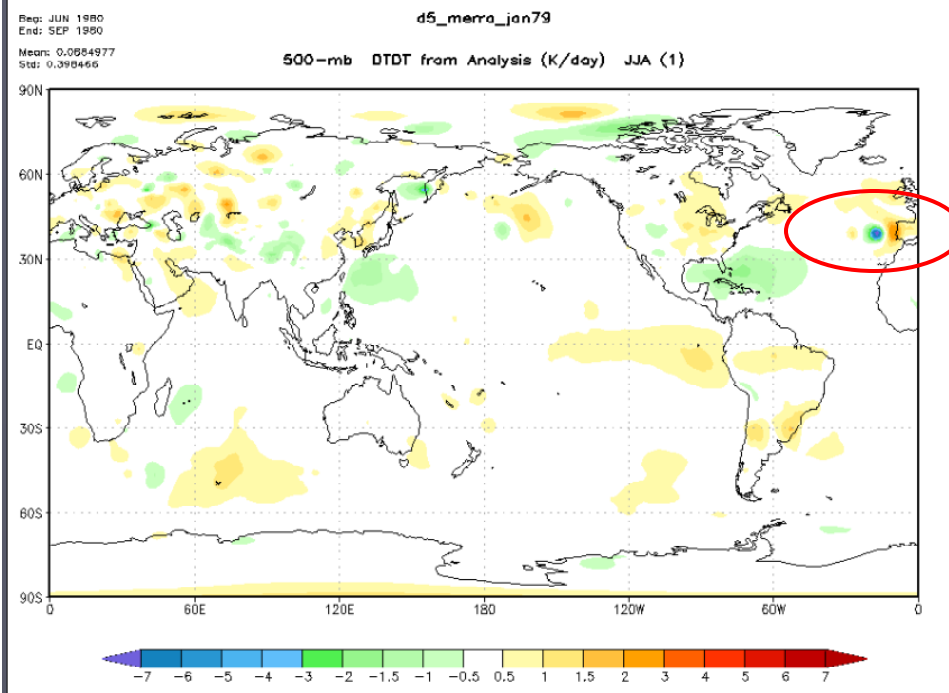 Beg: JUN 1980
End: SEP 1980
Mean: 0.0684977
Std: 0.398466
d5_merra_jan79
500-mb DTDT from Analysis (K/day) JJA (1)
90N
60N
30N
EQ
30S
60S
90S
0 60E 120E 180 120W 60W 0
-7 -6 -5 -4 -3 -2 -1.5 -1 -0.5 0.5 1 1.5 2 3 4 5 6 7